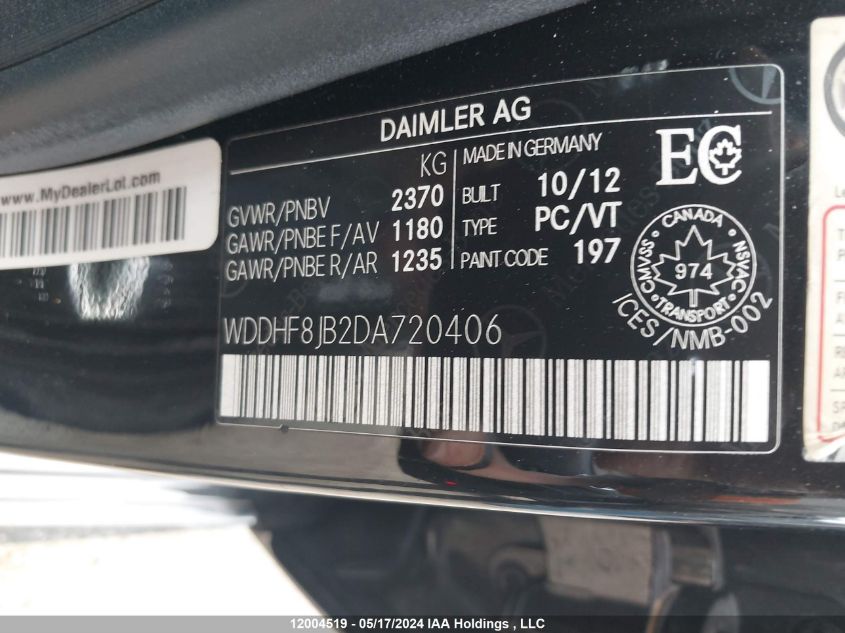 DAIMLER AG
KG
MADE IN GERMANY
GVWR/PNBV 2370
BUILT 10/12
GAWR/PNBE F/AV 1180
TYPE PC/VT
GAWR/PNBE R/AR 1235
PAINT CODE 197
EC
CANADA
CMVSS 974 NSVAC
TRANSPORT
ICES/NMB-002
WDDHF8JB2DA720406
www.MyDealerLot.com
12004519 - 05/17/2024 IAA Holdings , LLC